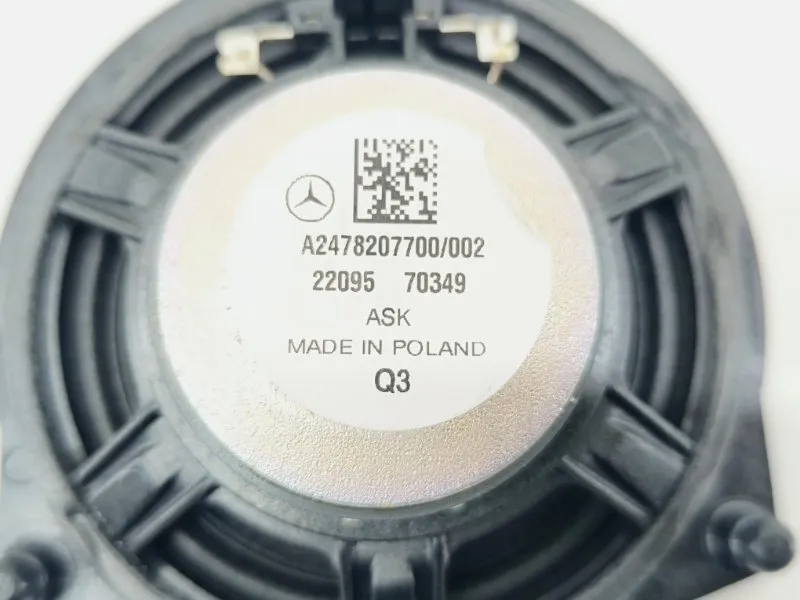 A2478207700/002
22095 70349
ASK
MADE IN POLAND
Q3